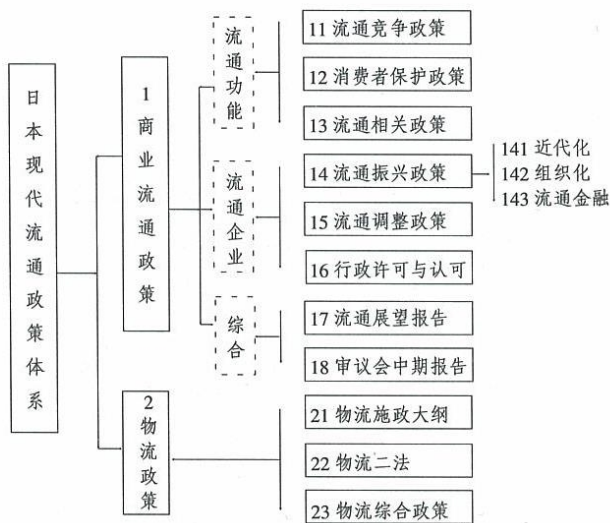 日本现代流通政策体系
1商业流通政策
流通功能
11 流通竞争政策
12 消费者保护政策
13 流通相关政策
流通企业
14 流通振兴政策
141 近代化
142 组织化
143 流通金融
15 流通调整政策
16 行政许可与认可
综合
17 流通展望报告
18 审议会中期报告
2物流政策
21 物流施政大纲
22 物流二法
23 物流综合政策